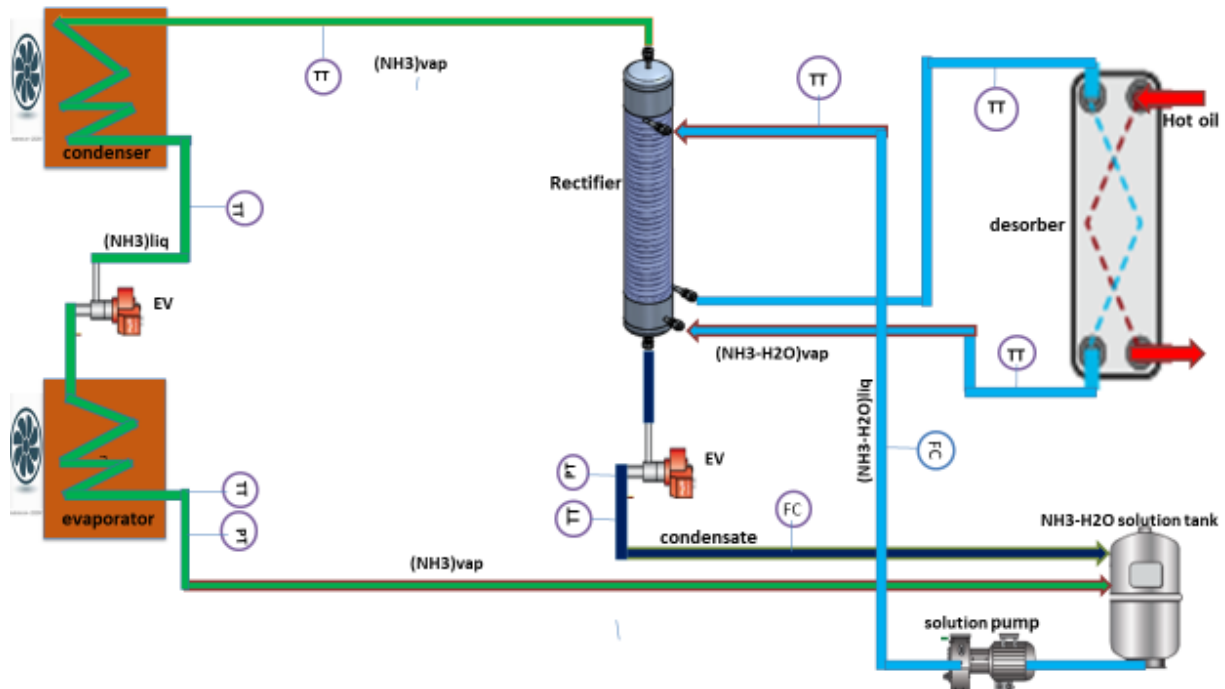 (NH3)vap
TT
TT
TT
Hot oil
condenser
Rectifier
TT
desorber
(NH3)liq
EV
(NH3-H2O)vap
TT
(NH3-H2O)liq
FC
EV
PT
TT
TT
FC
evaporator
PT
condensate
NH3-H2O solution tank
(NH3)vap
solution pump